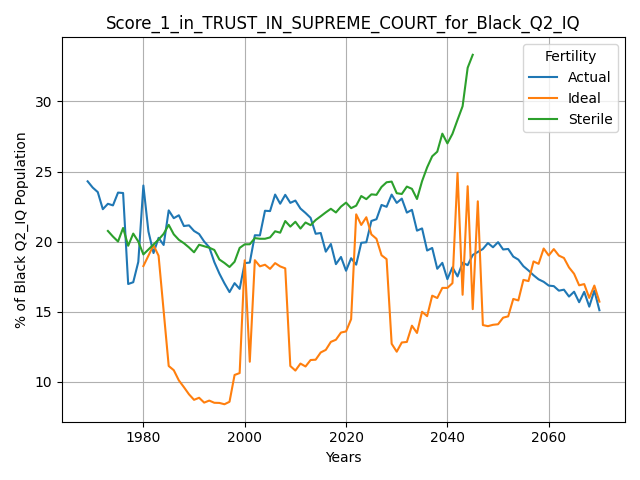 Score_1_in_TRUST_IN_SUPREME_COURT_for_Black_Q2_IQ
Fertility
Actual
Ideal
Sterile
% of Black Q2_IQ Population
30
25
20
15
10
1980
2000
2020
2040
2060
Years